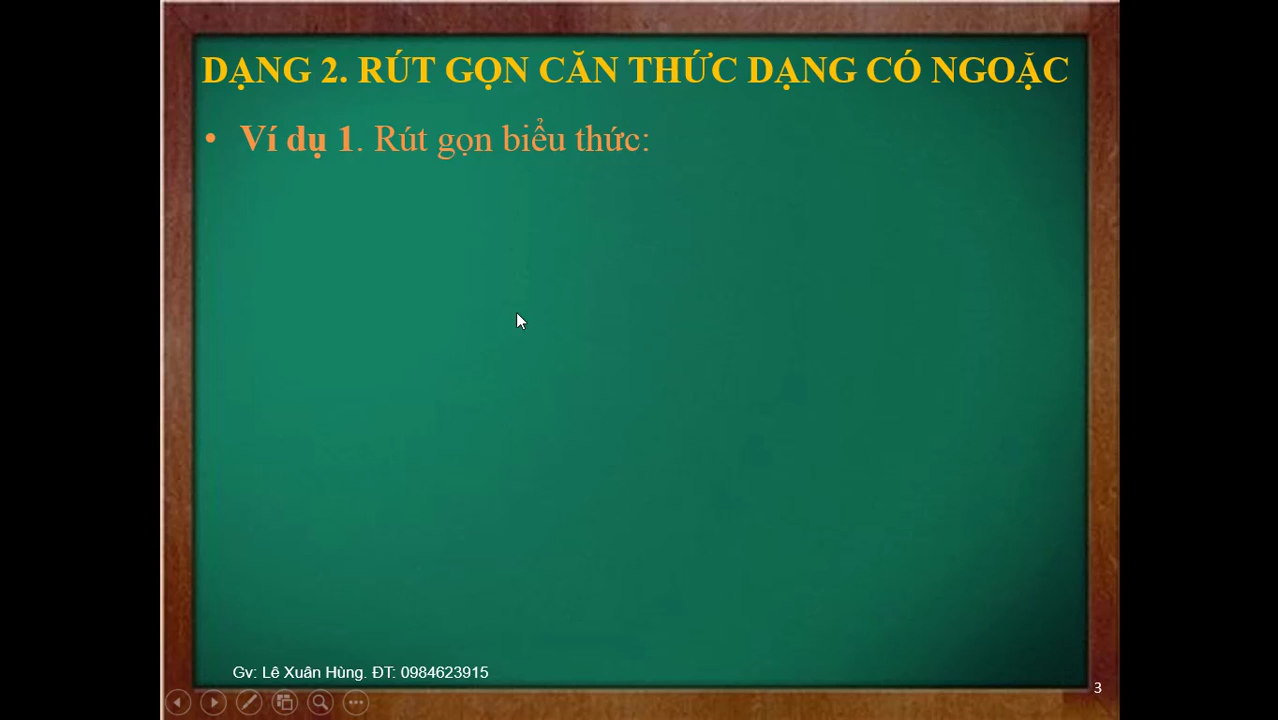 DẠNG 2. RÚT GỌN CĂN THỨC DẠNG CÓ NGOẶC
• Ví dụ 1. Rút gọn biểu thức:
Gv: Lê Xuân Hùng. ĐT: 0984623915
3